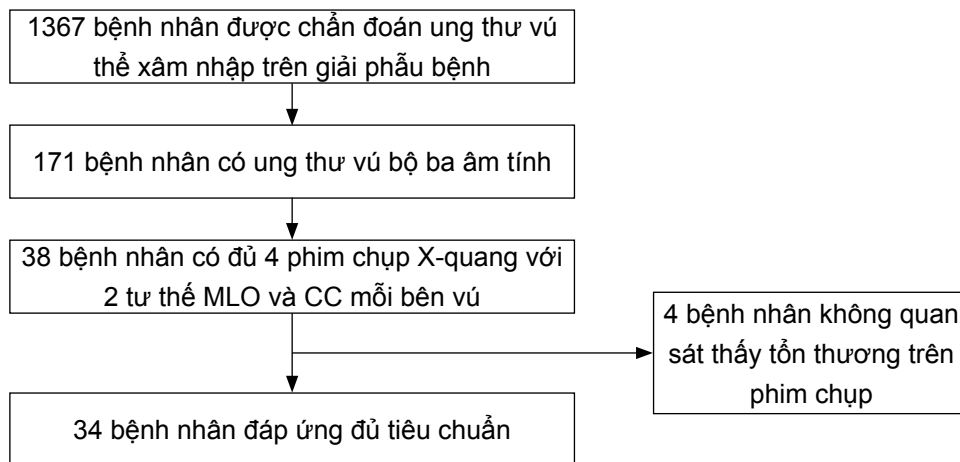 1367 bệnh nhân được chẩn đoán ung thư vú
thể xâm nhập trên giải phẫu bệnh
171 bệnh nhân có ung thư vú bộ ba âm tính
38 bệnh nhân có đủ 4 phim chụp X-quang với
2 tư thế MLO và CC mỗi bên vú
4 bệnh nhân không quan
sát thấy tổn thương trên
phim chụp
34 bệnh nhân đáp ứng đủ tiêu chuẩn